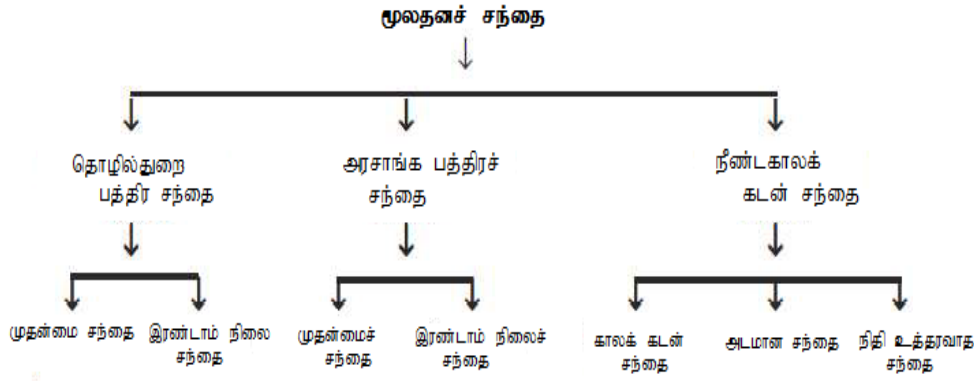 மூலதனச் சந்தை
தொழில்துறை
பத்திர சந்தை
அரசாங்க பத்திரச்
சந்தை
நீண்டகாலக்
கடன் சந்தை
முதன்மை சந்தை
இரண்டாம் நிலை
சந்தை
முதன்மைச்
சந்தை
இரண்டாம் நிலைச்
சந்தை
காலக் கடன்
சந்தை
அடமான சந்தை
நிதி உத்தரவாத
சந்தை